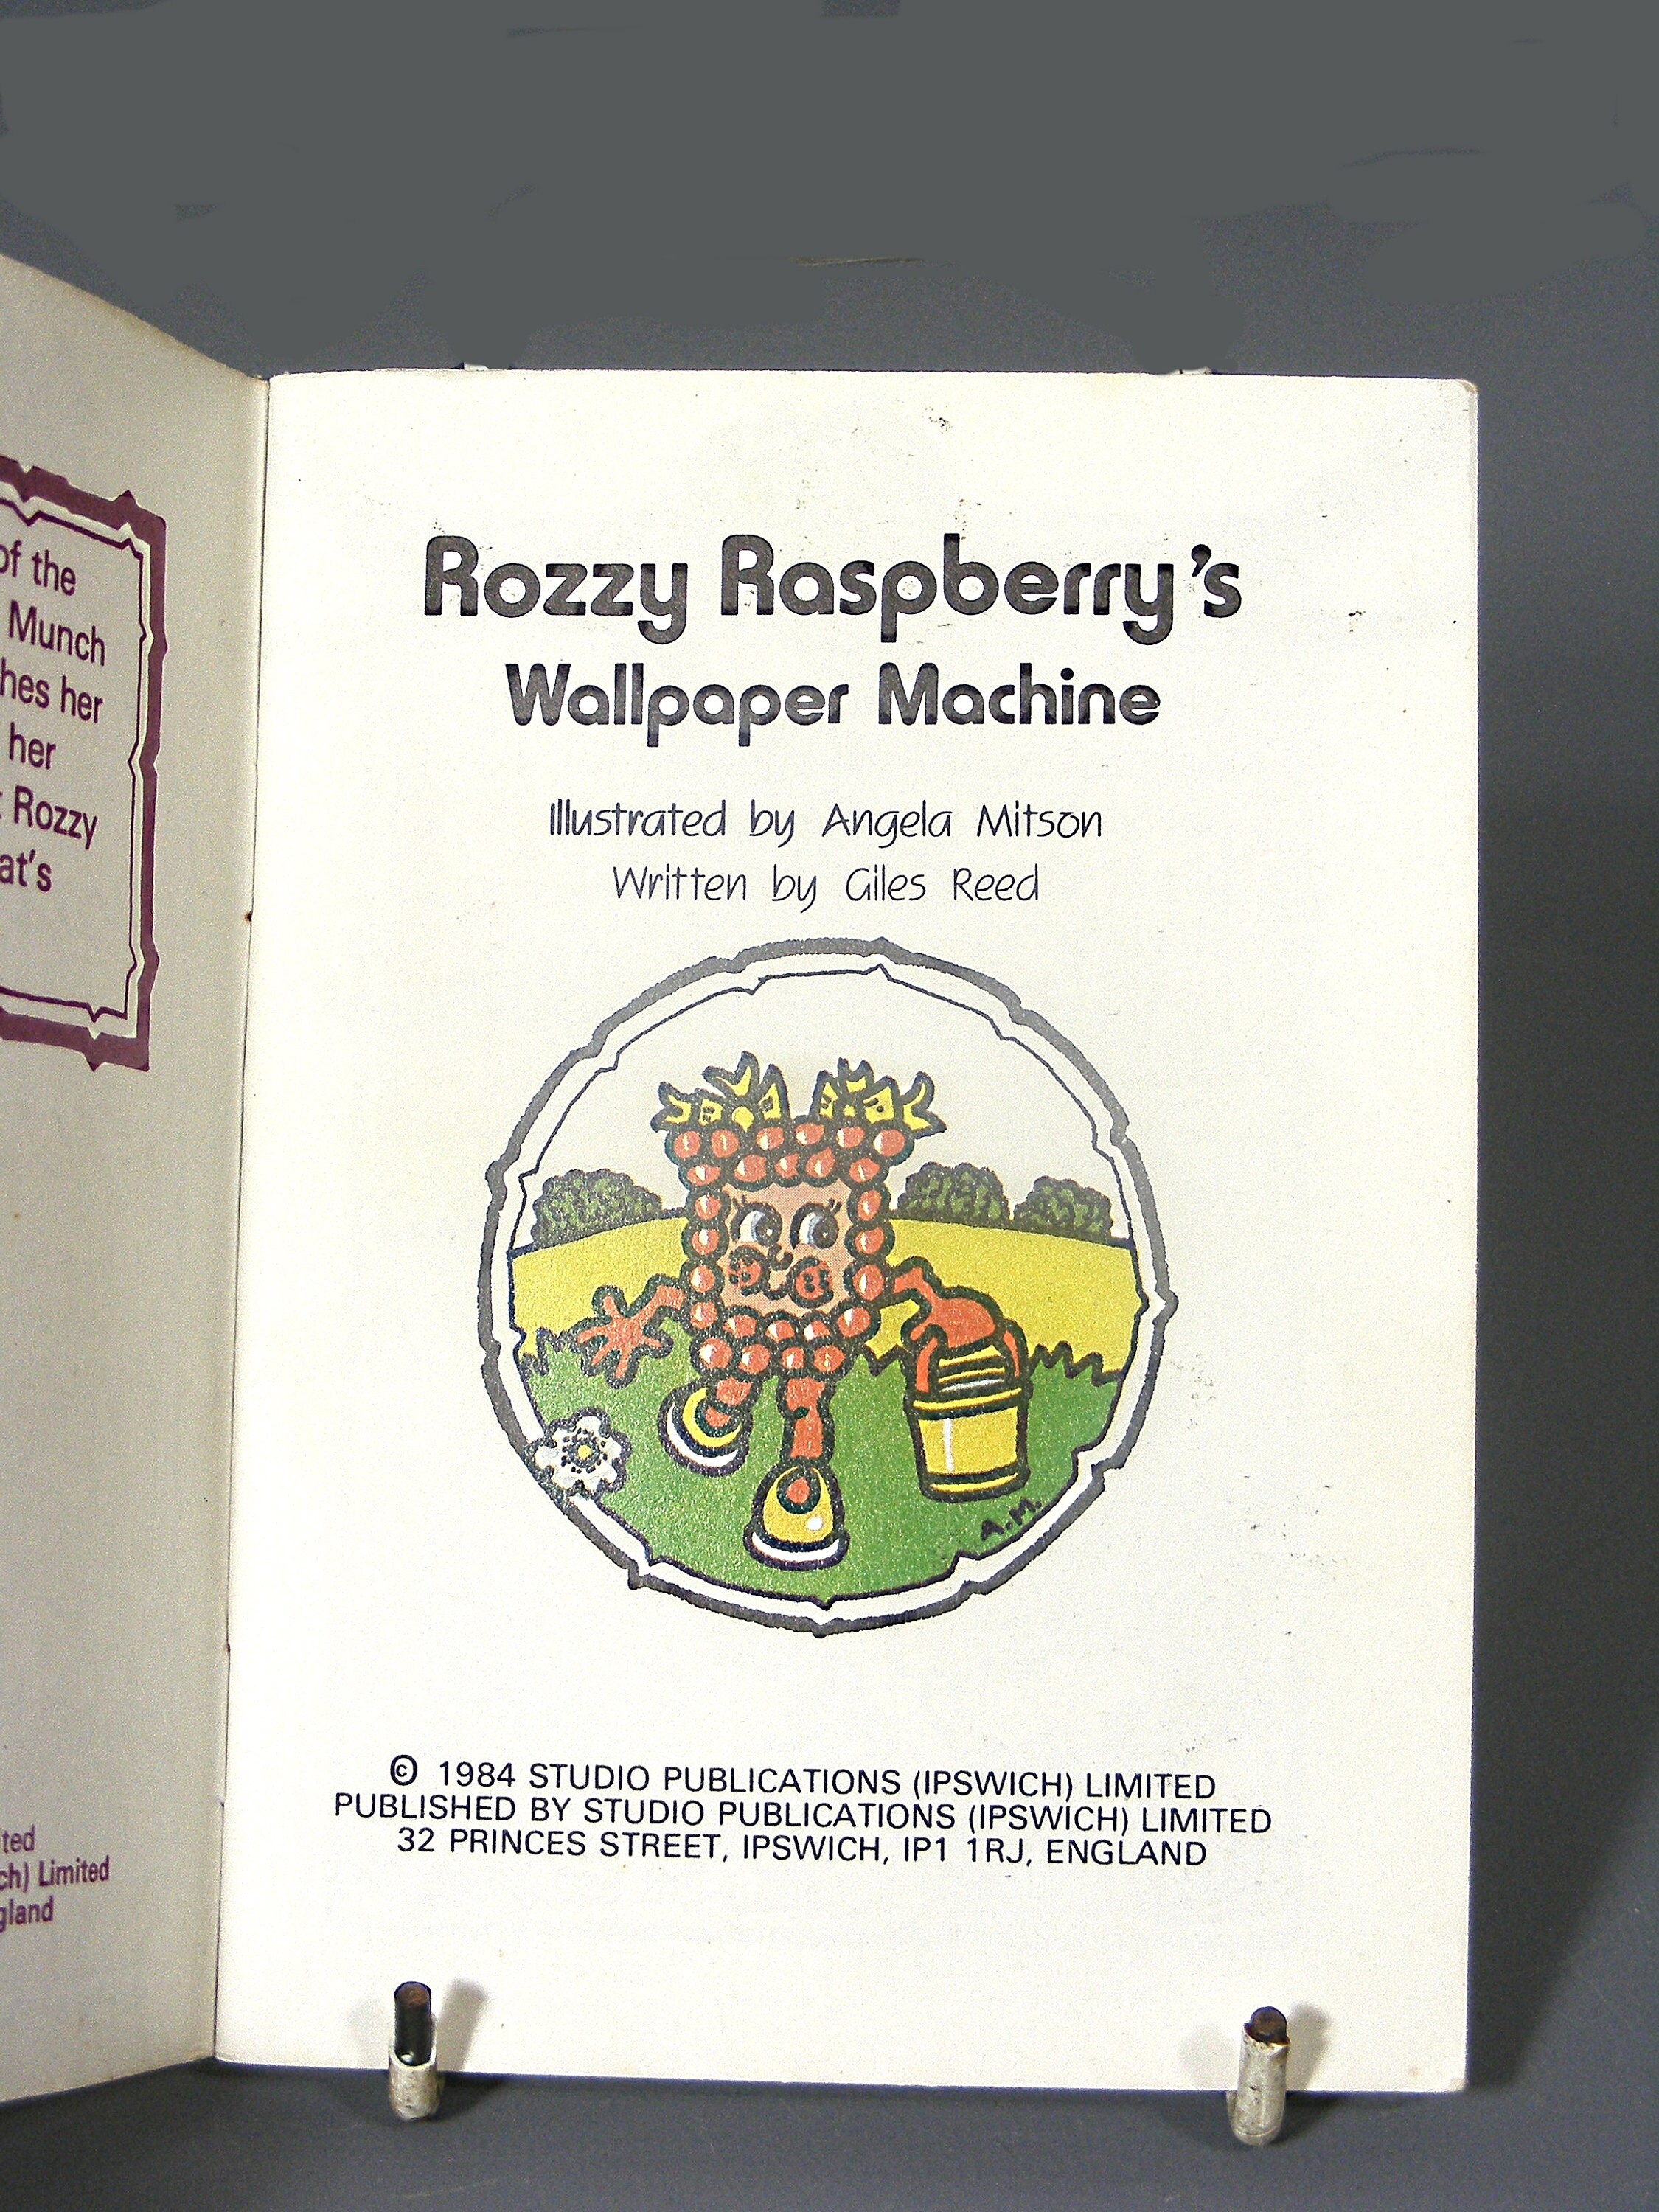 of the
Munch
hes her
her
Rozzy
at's
ted
ch) Limited
gland
Rozzy Raspberry's
Wallpaper Machine
Illustrated by Angela Mitson
Written by Giles Reed
A.M.
© 1984 STUDIO PUBLICATIONS (IPSWICH) LIMITED
PUBLISHED BY STUDIO PUBLICATIONS (IPSWICH) LIMITED
32 PRINCES STREET, IPSWICH, IP1 1RJ, ENGLAND